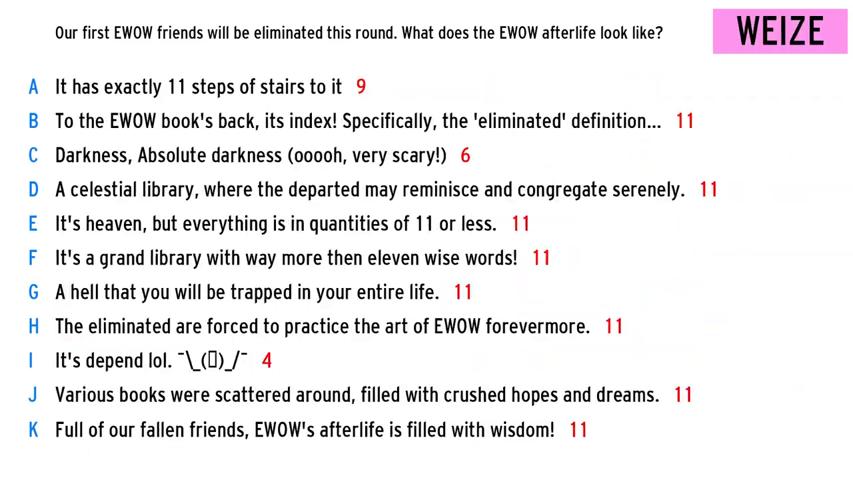 Our first EWOW friends will be eliminated this round. What does the EWOW afterlife look like?
WEIZE
A It has exactly 11 steps of stairs to it 9
B To the EWOW book's back, its index! Specifically, the 'eliminated' definition... 11
C Darkness, Absolute darkness (ooooh, very scary!) 6
D A celestial library, where the departed may reminisce and congregate serenely. 11
E It's heaven, but everything is in quantities of 11 or less. 11
F It's a grand library with way more then eleven wise words! 11
G A hell that you will be trapped in your entire life. 11
H The eliminated are forced to practice the art of EWOW forevermore. 11
I It's depend lol. ¯\_(▯)_/¯ 4
J Various books were scattered around, filled with crushed hopes and dreams. 11
K Full of our fallen friends, EWOW's afterlife is filled with wisdom! 11